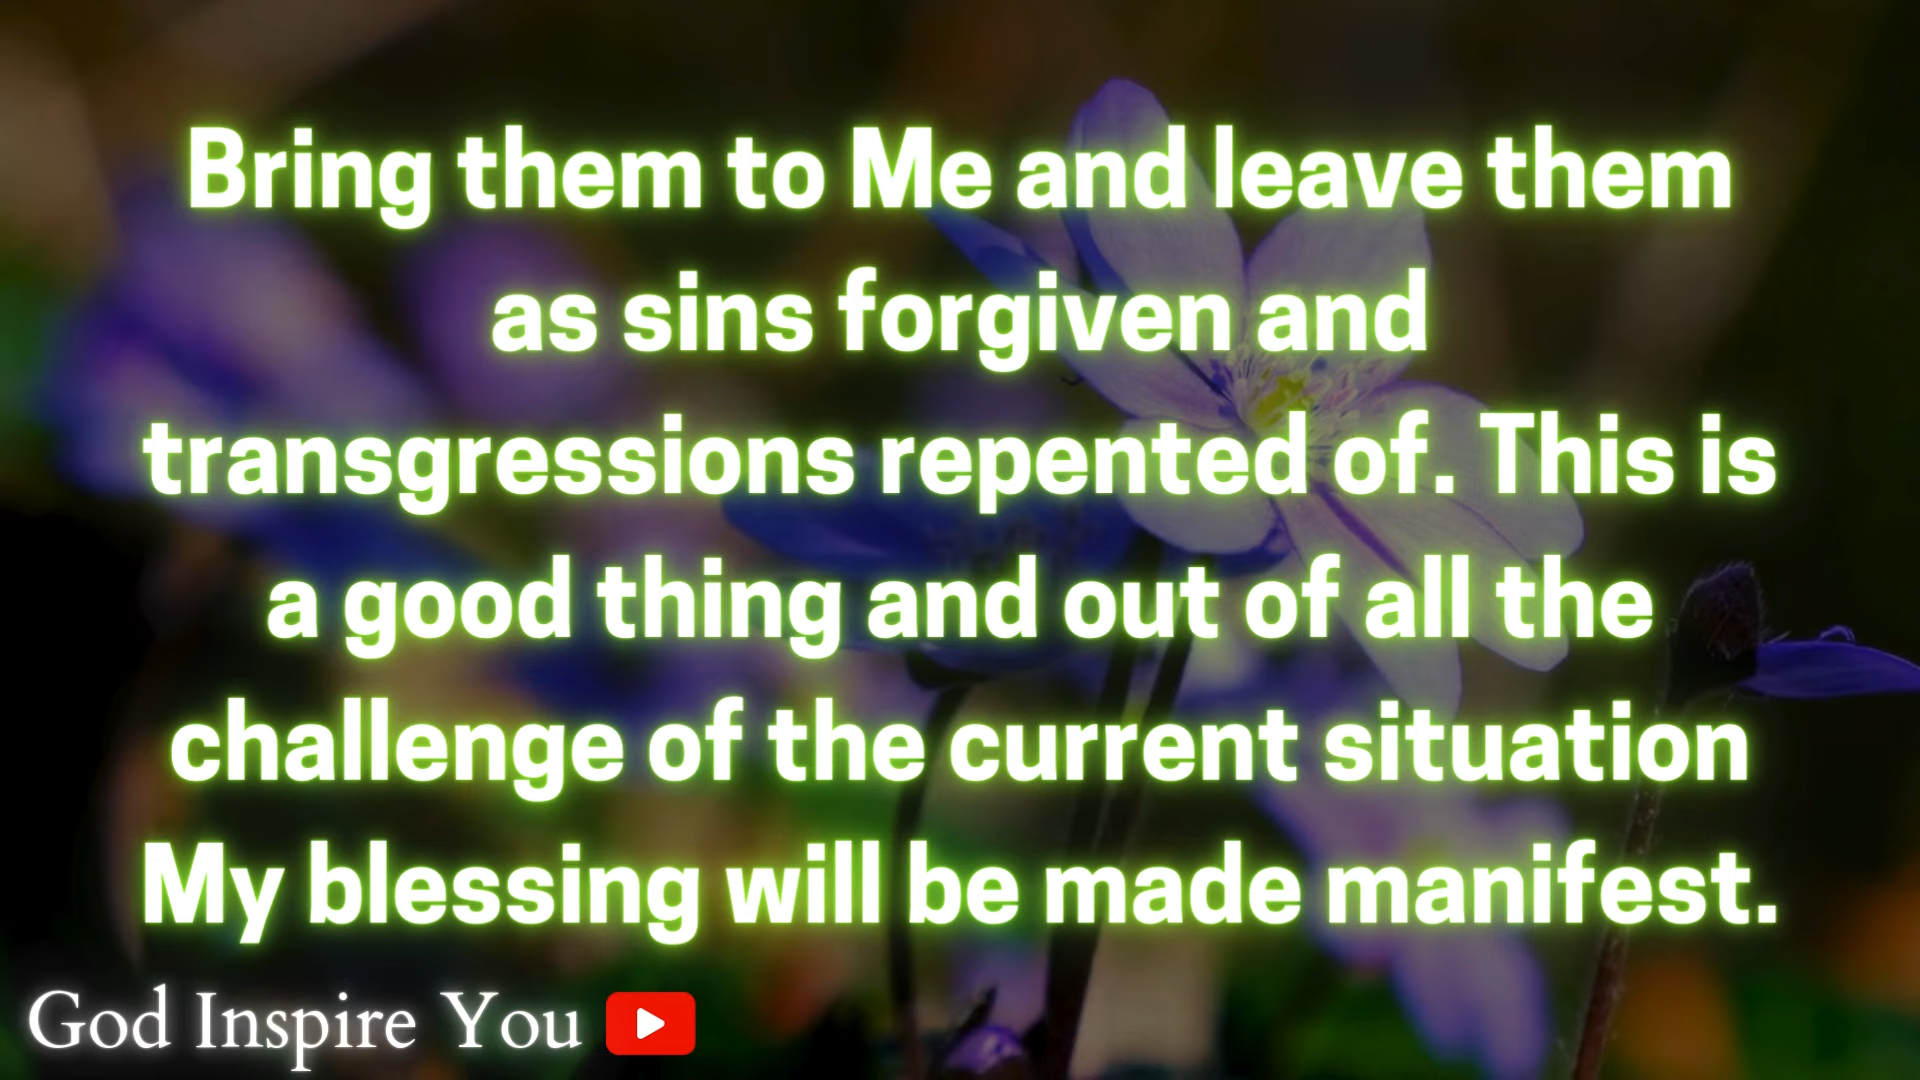 Bring them to Me and leave them
as sins forgiven and
transgressions repented of. This is
a good thing and out of all the
challenge of the current situation
My blessing will be made manifest.
God Inspire You